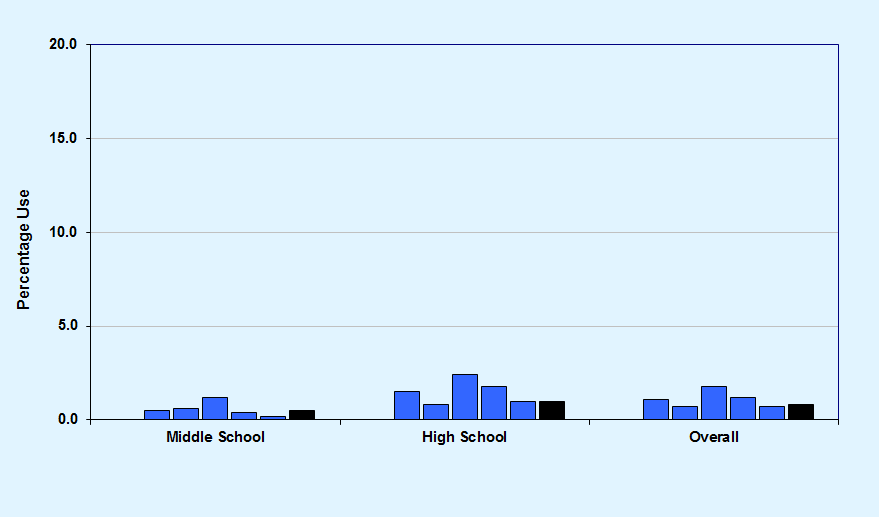 20.0
15.0
10.0
5.0
0.0
Percentage Use
Middle School
High School
Overall